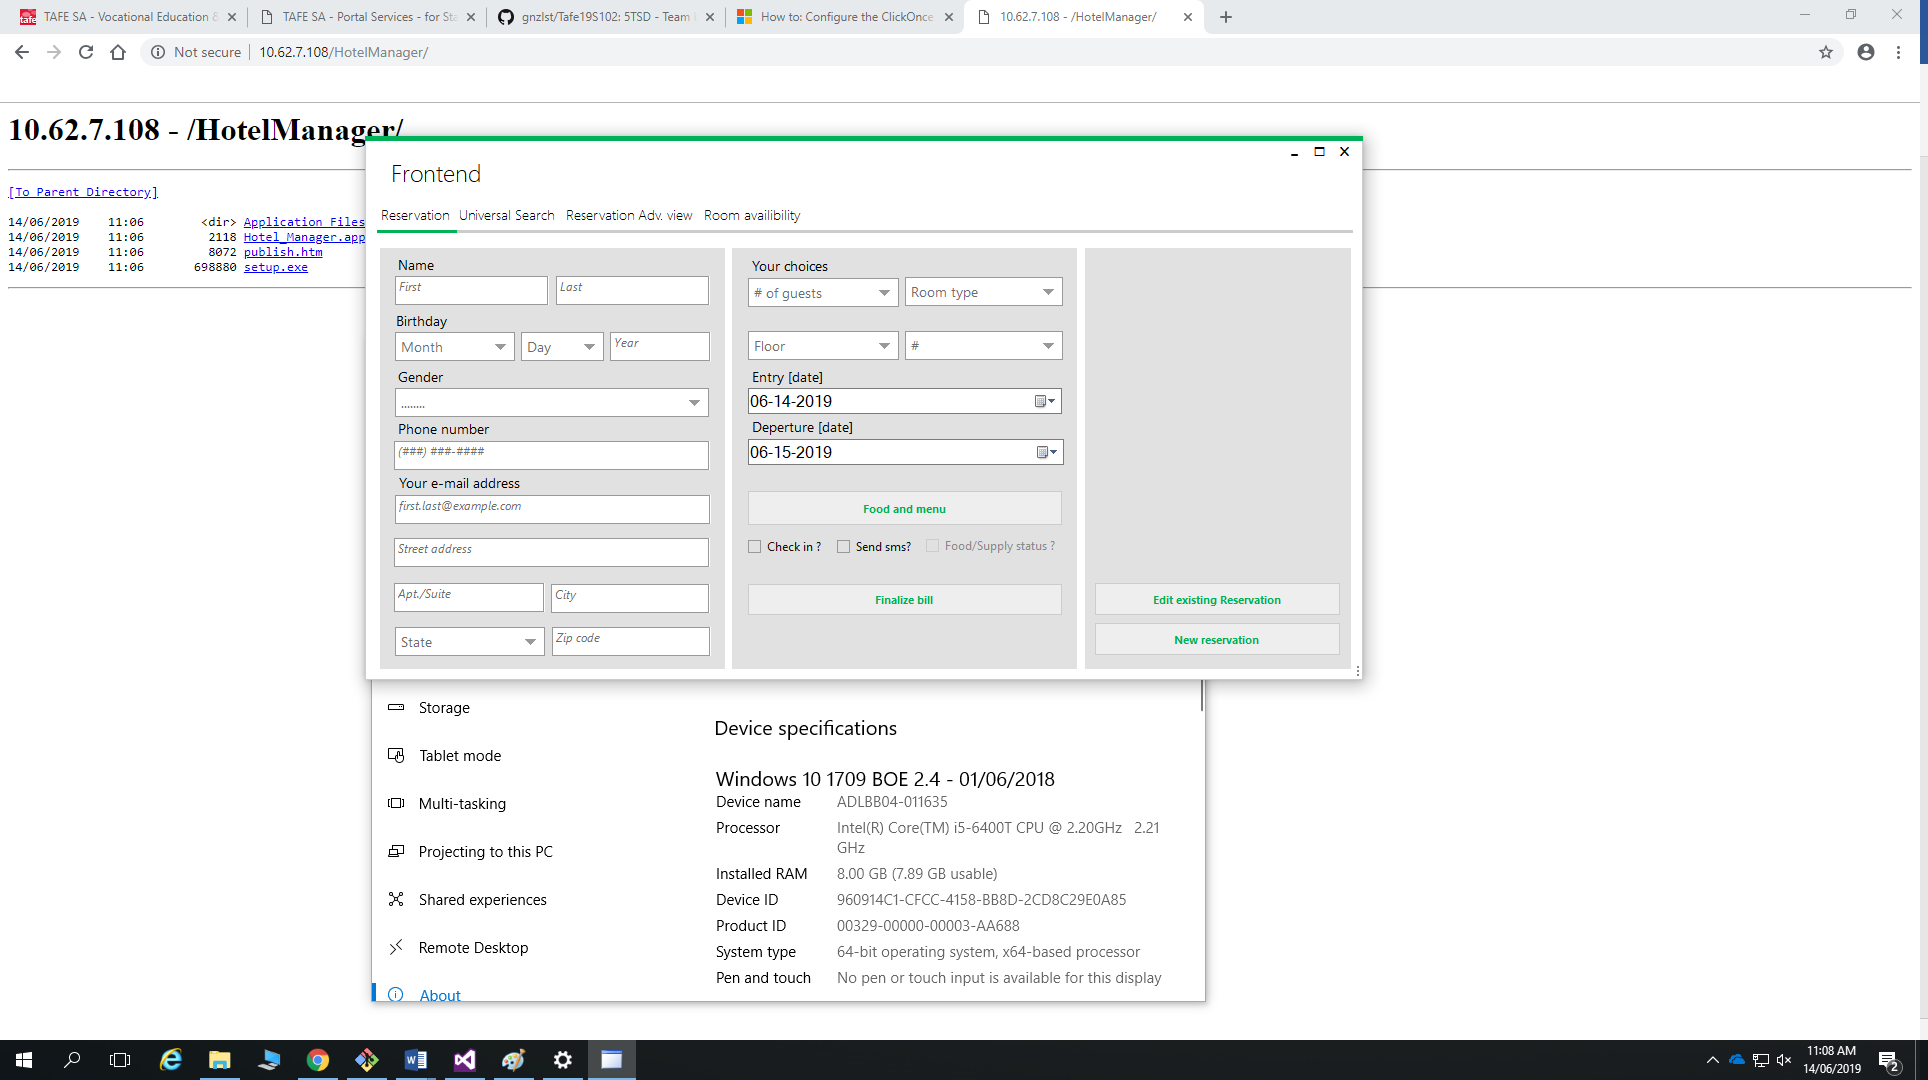 TAFE SA - Vocational Education &
TAFE SA - Portal Services - for Sta
gnzlst/Tafe19S102: 5TSD - Team
How to: Configure the ClickOnce
10.62.7.108 - /HotelManager/
Not secure
10.62.7.108/HotelManager/
10.62.7.108 - /HotelManager/
[To Parent Directory]
14/06/2019 11:06 <dir> Application Files
14/06/2019 11:06 2118 Hotel_Manager.app
14/06/2019 11:06 8072 publish.htm
14/06/2019 11:06 698880 setup.exe
Frontend
Reservation Universal Search Reservation Adv. view Room availibility
Name
First Last
Birthday
Month Day Year
Gender
........
Phone number
(###) ###-####
Your e-mail address
first.last@example.com
Street address
Apt./Suite City
State Zip code
Your choices
# of guests Room type
Floor #
Entry [date]
06-14-2019
Deperture [date]
06-15-2019
Food and menu
Check in ? Send sms? Food/Supply status ?
Finalize bill
Edit existing Reservation
New reservation
Storage
Tablet mode
Multi-tasking
Projecting to this PC
Shared experiences
Remote Desktop
About
Device specifications
Windows 10 1709 BOE 2.4 - 01/06/2018
Device name ADLBB04-011635
Processor Intel(R) Core(TM) i5-6400T CPU @ 2.20GHz 2.21
GHz
Installed RAM 8.00 GB (7.89 GB usable)
Device ID 960914C1-CFCC-4158-BB8D-2CD8C29E0A85
Product ID 00329-00000-00003-AA688
System type 64-bit operating system, x64-based processor
Pen and touch No pen or touch input is available for this display
11:08 AM
14/06/2019
2